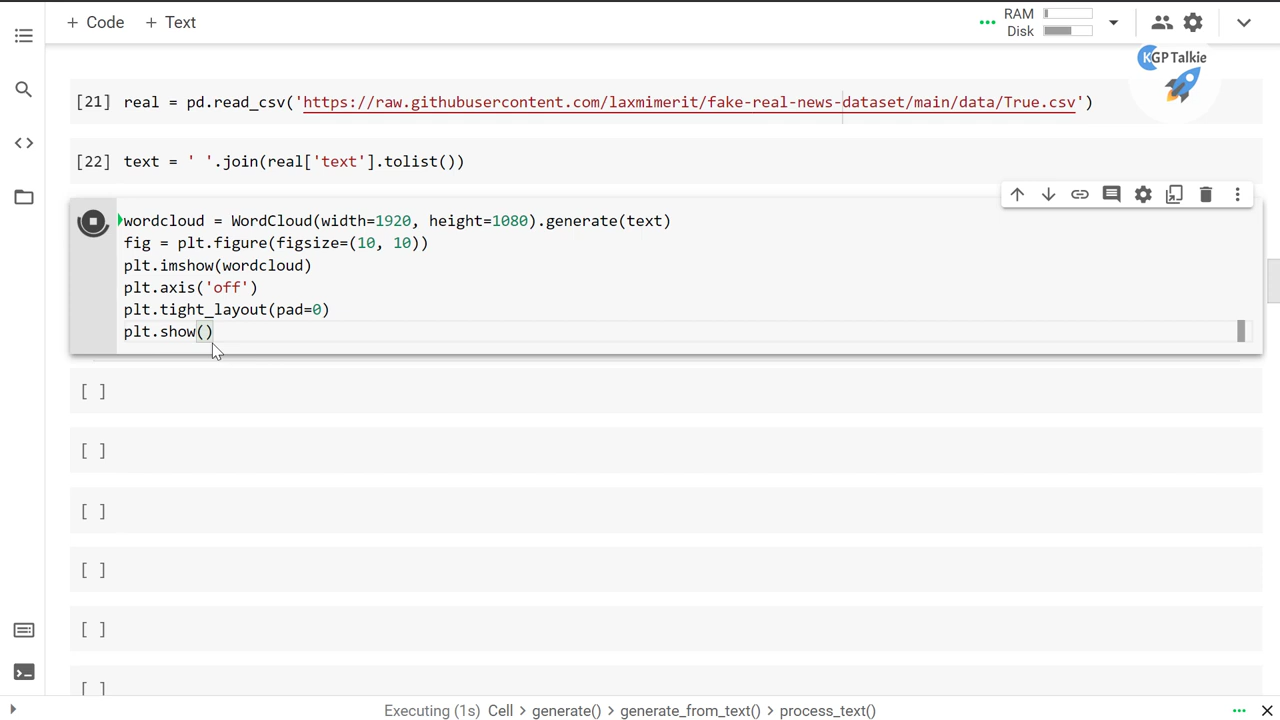 + Code + Text
RAM
Disk
KGP Talkie
[21] real = pd.read_csv('https://raw.githubusercontent.com/laxmimerit/fake-real-news-dataset/main/data/True.csv')
[22] text = ' '.join(real['text'].tolist())
wordcloud = WordCloud(width=1920, height=1080).generate(text)
fig = plt.figure(figsize=(10, 10))
plt.imshow(wordcloud)
plt.axis('off')
plt.tight_layout(pad=0)
plt.show()
[ ]
[ ]
[ ]
[ ]
[ ]
[ ]
Executing (1s) Cell > generate() > generate_from_text() > process_text()